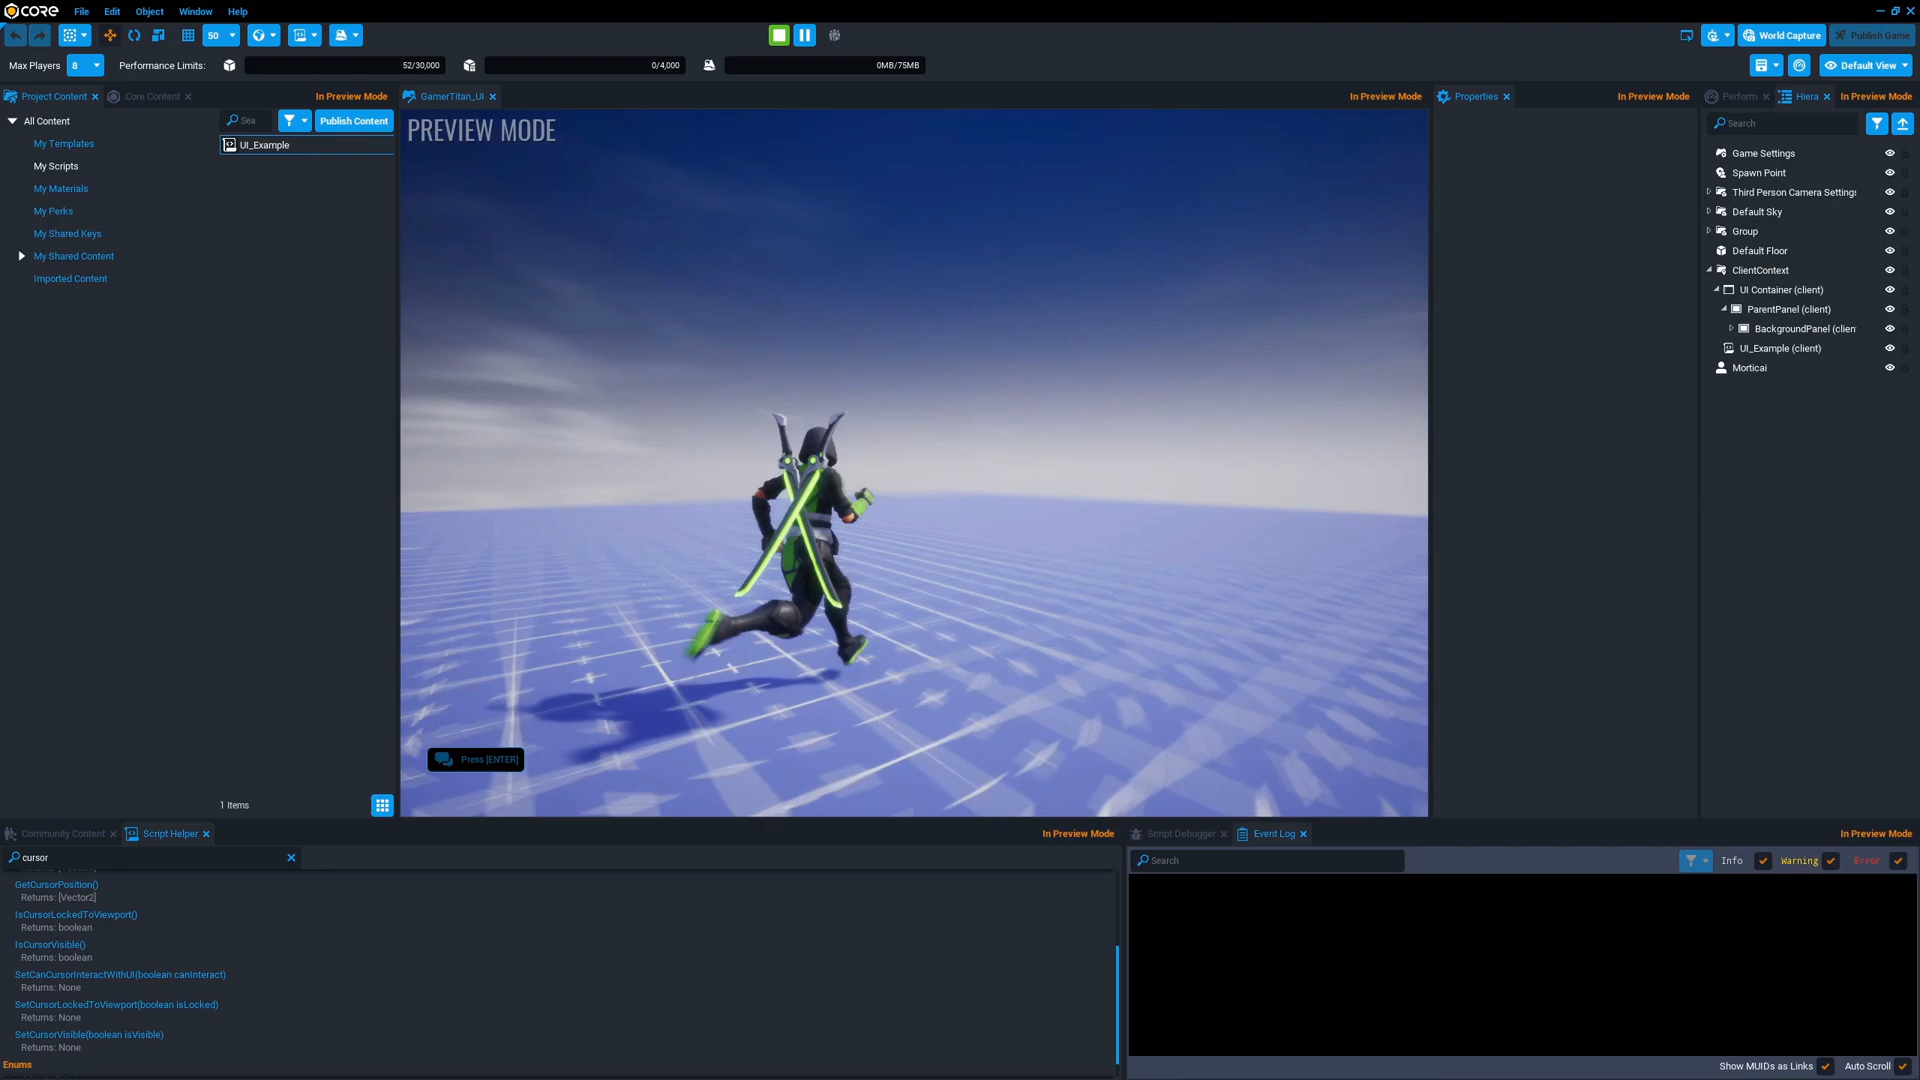 CORE File Edit Object Window Help
50
World Capture Publish Game
Max Players 8 Performance Limits: 52/30,000 0/4,000 0MB/75MB Default View
Project Content Core Content In Preview Mode
GamerTitan_UI In Preview Mode
Properties In Preview Mode
Perform Hiera In Preview Mode
All Content
My Templates
My Scripts
My Materials
My Perks
My Shared Keys
My Shared Content
Imported Content
Sea Publish Content
UI_Example
1 Items
PREVIEW MODE
Press [ENTER]
Search
Game Settings
Spawn Point
Third Person Camera Settings
Default Sky
Group
Default Floor
ClientContext
UI Container (client)
ParentPanel (client)
BackgroundPanel (clien
UI_Example (client)
Morticai
Community Content Script Helper In Preview Mode
cursor
GetCursorPosition()
Returns: [Vector2]
IsCursorLockedToViewport()
Returns: boolean
IsCursorVisible()
Returns: boolean
SetCanCursorInteractWithUI(boolean canInteract)
Returns: None
SetCursorLockedToViewport(boolean isLocked)
Returns: None
SetCursorVisible(boolean isVisible)
Returns: None
Enums
Script Debugger Event Log In Preview Mode
Search Info Warning Error
Show MUIDs as Links Auto Scroll